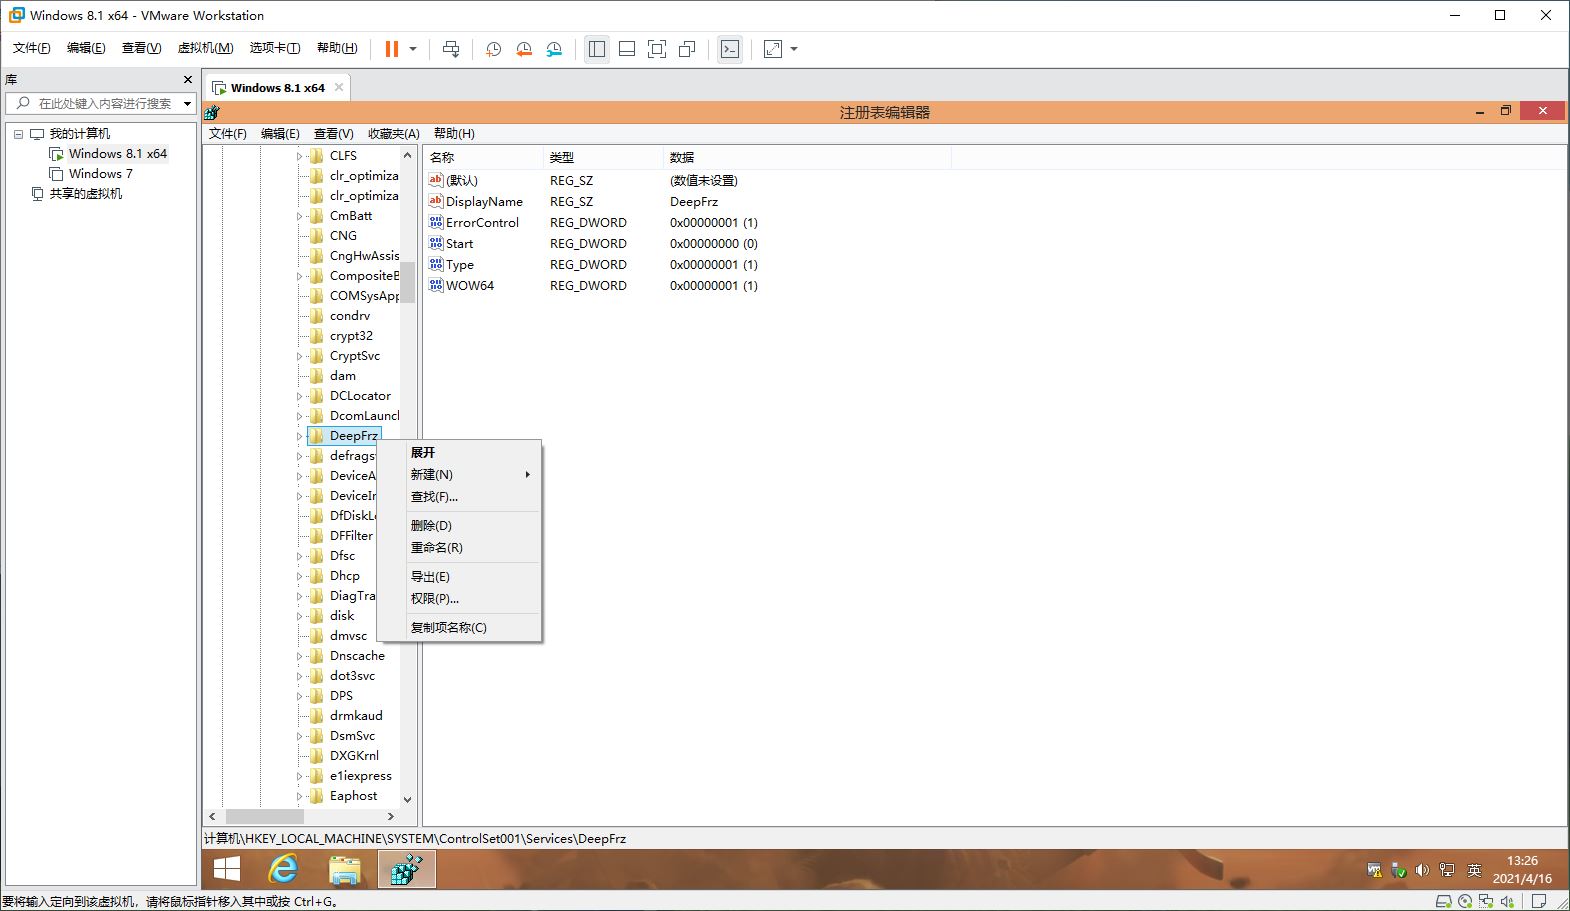 Windows 8.1 x64 - VMware Workstation
文件(F) 编辑(E) 查看(V) 虚拟机(M) 选项卡(T) 帮助(H)
库
在此处键入内容进行搜索
我的计算机
Windows 8.1 x64
Windows 7
共享的虚拟机
Windows 8.1 x64
注册表编辑器
文件(F) 编辑(E) 查看(V) 收藏夹(A) 帮助(H)
CLFS
clr_optimiza
clr_optimiza
CmBatt
CNG
CngHwAssis
CompositeB
COMSysApp
condrv
crypt32
CryptSvc
dam
DCLocator
DcomLaunch
DeepFrz
defrags
DeviceA
DeviceIn
DfDiskLo
DFFilter
Dfsc
Dhcp
DiagTra
disk
dmvsc
Dnscache
dot3svc
DPS
drmkaud
DsmSvc
DXGKrnl
e1iexpress
Eaphost
名称 类型 数据
(默认) REG_SZ (数值未设置)
DisplayName REG_SZ DeepFrz
ErrorControl REG_DWORD 0x00000001 (1)
Start REG_DWORD 0x00000000 (0)
Type REG_DWORD 0x00000001 (1)
WOW64 REG_DWORD 0x00000001 (1)
展开
新建(N)
查找(F)...
删除(D)
重命名(R)
导出(E)
权限(P)...
复制项名称(C)
计算机\HKEY_LOCAL_MACHINE\SYSTEM\ControlSet001\Services\DeepFrz
英
13:26
2021/4/16
要将输入定向到该虚拟机，请将鼠标指针移入其中或按 Ctrl+G。